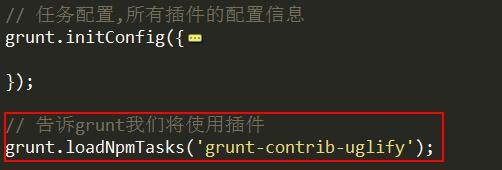 // 任务配置,所有插件的配置信息
grunt.initConfig({
});
// 告诉grunt我们将使用插件
grunt.loadNpmTasks('grunt-contrib-uglify');